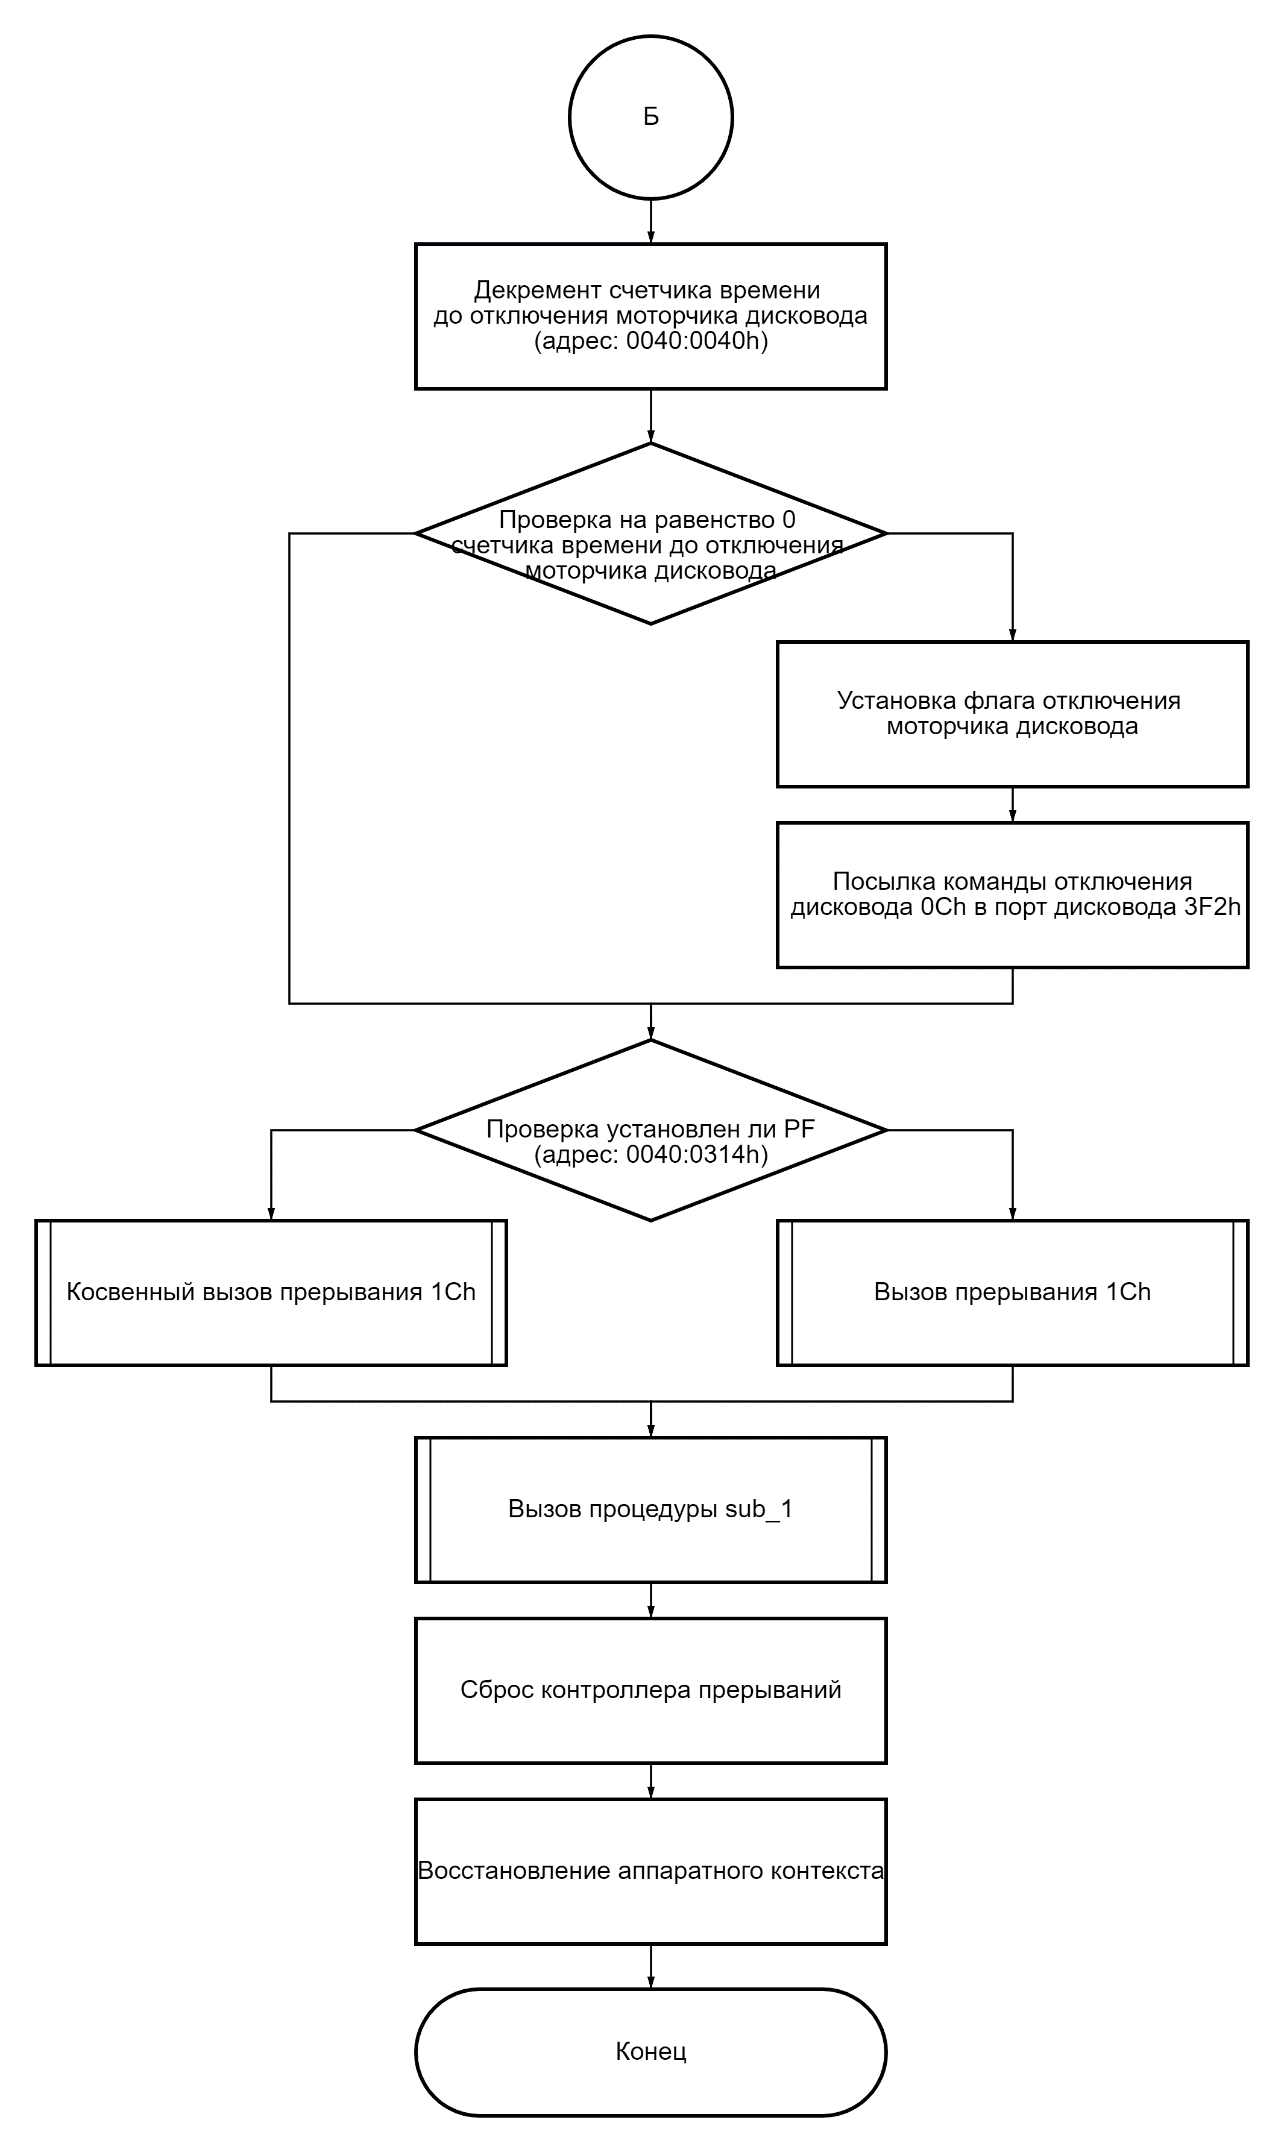 Б
Декремент счетчика времени
до отключения моторчика дисковода
(адрес: 0040:0040h)
Проверка на равенство 0
счетчика времени до отключения
моторчика дисковода
Установка флага отключения
моторчика дисковода
Посылка команды отключения
дисковода 0Ch в порт дисковода 3F2h
Проверка установлен ли PF
(адрес: 0040:0314h)
Косвенный вызов прерывания 1Ch
Вызов прерывания 1Ch
Вызов процедуры sub_1
Сброс контроллера прерываний
Восстановление аппаратного контекста
Конец